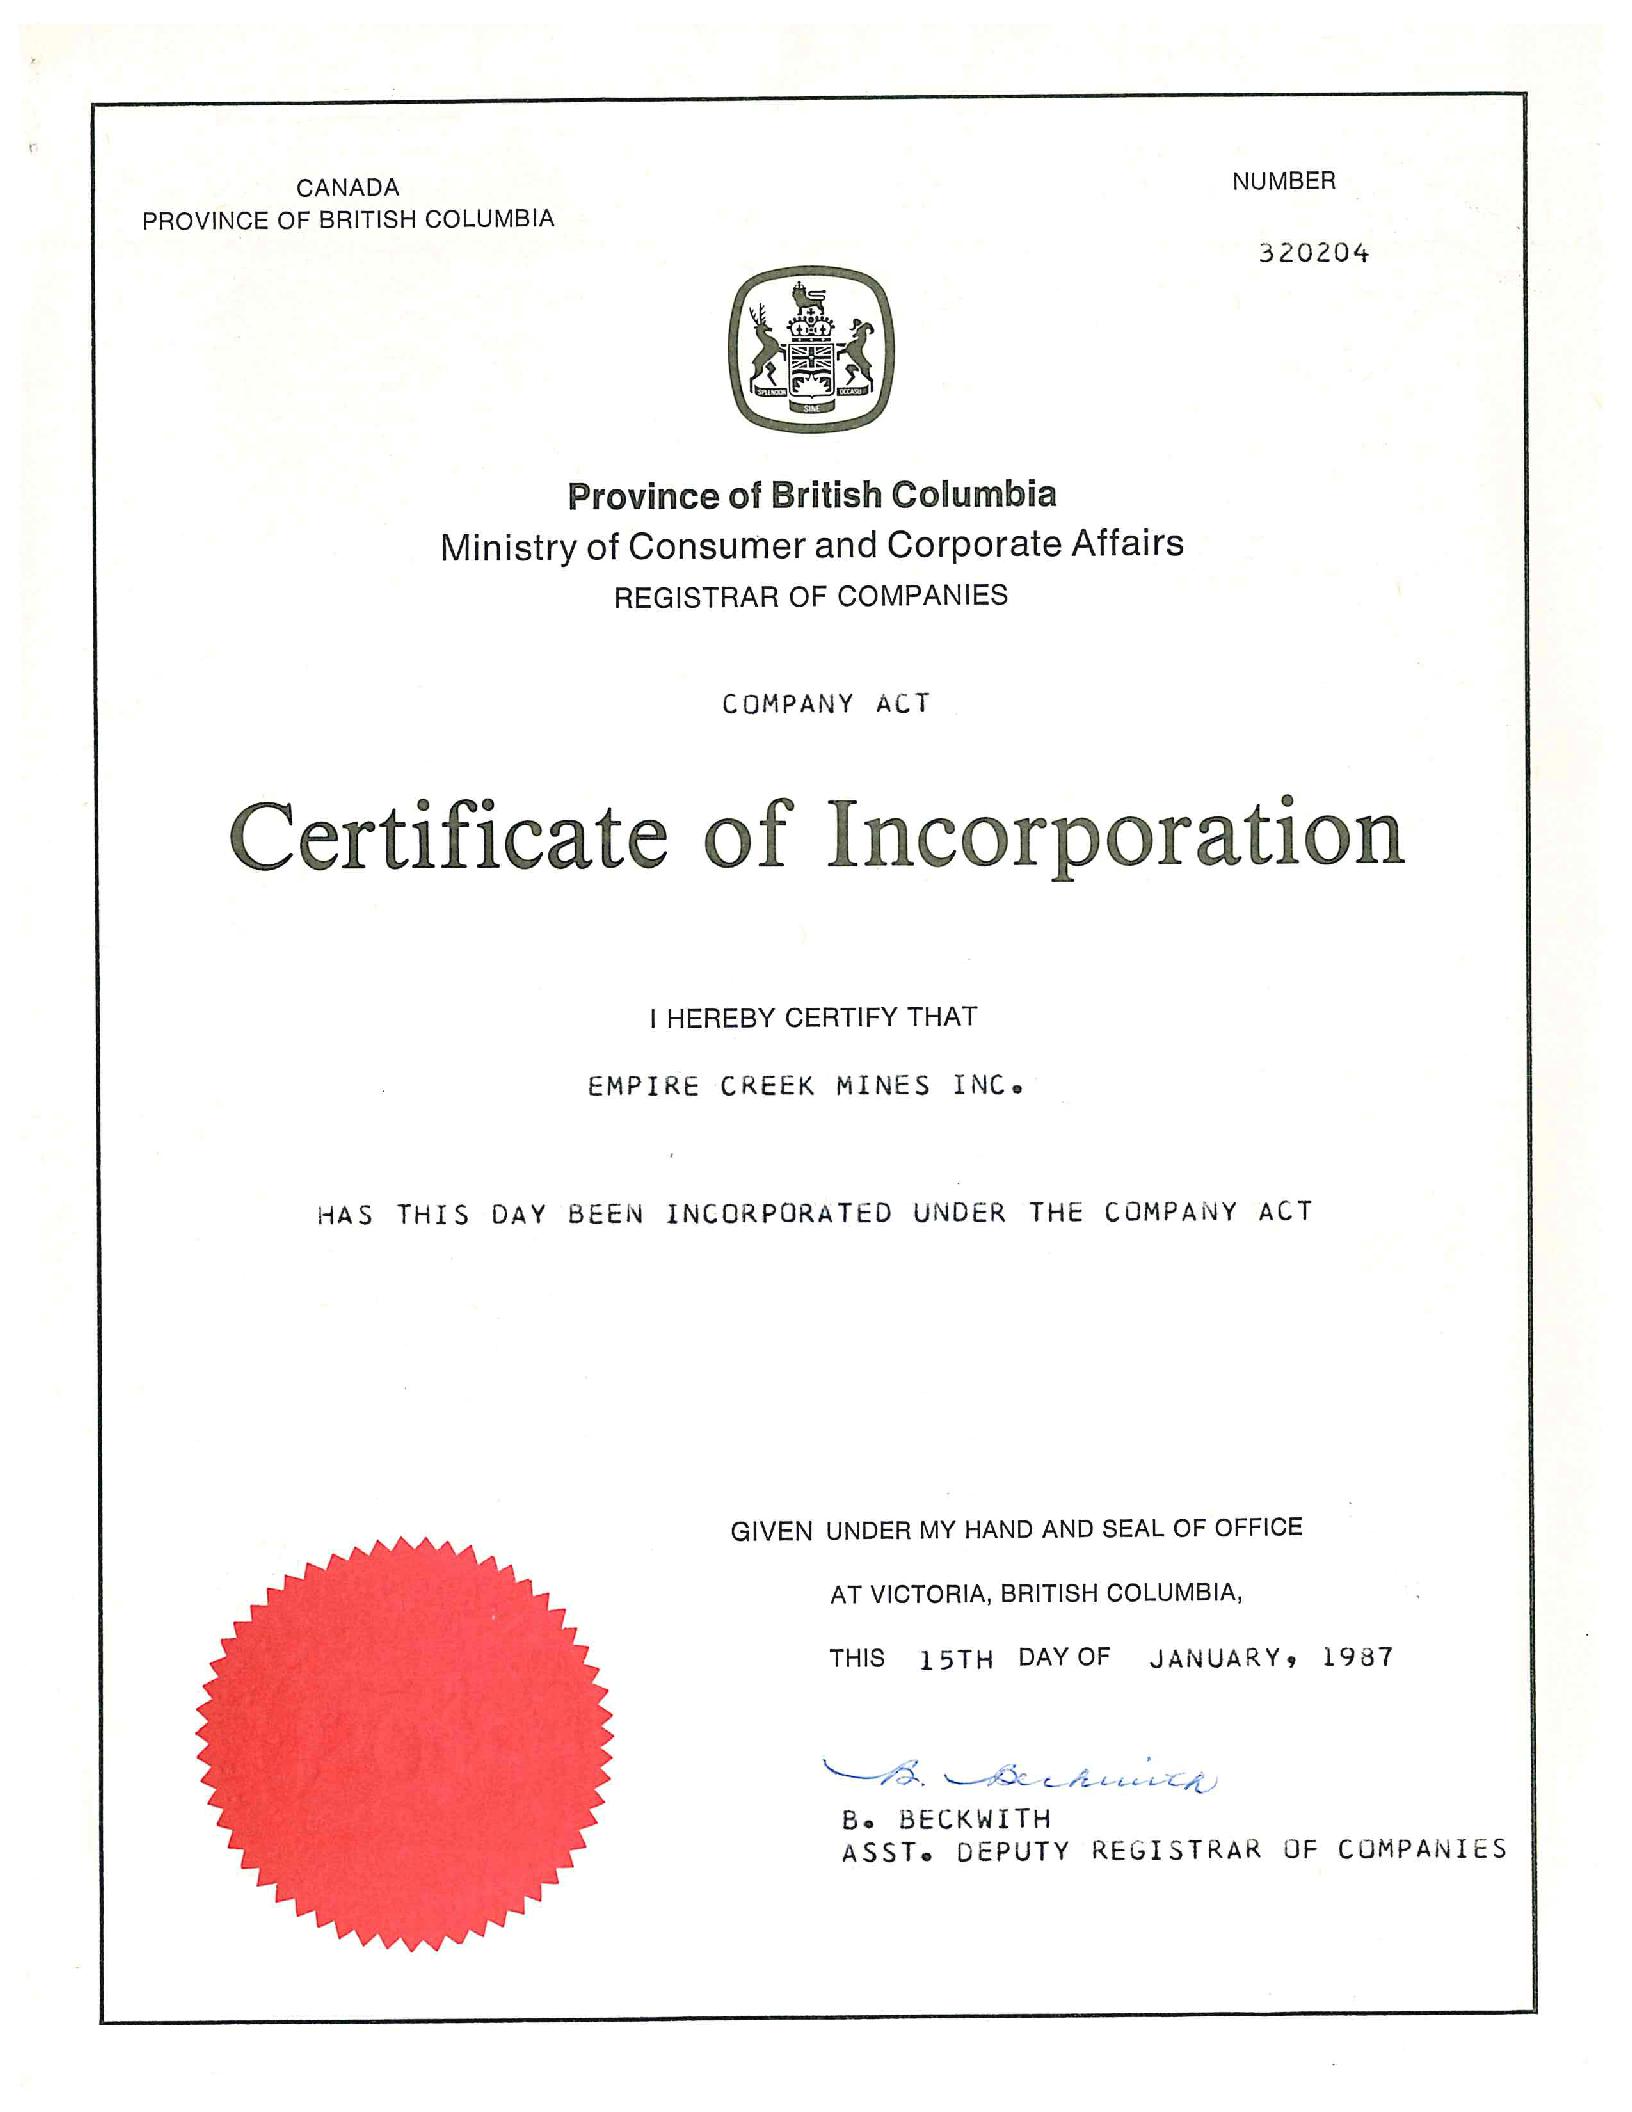 CANADA
PROVINCE OF BRITISH COLUMBIA
NUMBER
320204
SPLENDOR
SINE
OCCASU
Province of British Columbia
Ministry of Consumer and Corporate Affairs
REGISTRAR OF COMPANIES
COMPANY ACT
Certificate of Incorporation
I HEREBY CERTIFY THAT
EMPIRE CREEK MINES INC.
HAS THIS DAY BEEN INCORPORATED UNDER THE COMPANY ACT
GIVEN UNDER MY HAND AND SEAL OF OFFICE
AT VICTORIA, BRITISH COLUMBIA,
THIS 15TH DAY OF JANUARY, 1987
B. Beckwith
B. BECKWITH
ASST. DEPUTY REGISTRAR OF COMPANIES